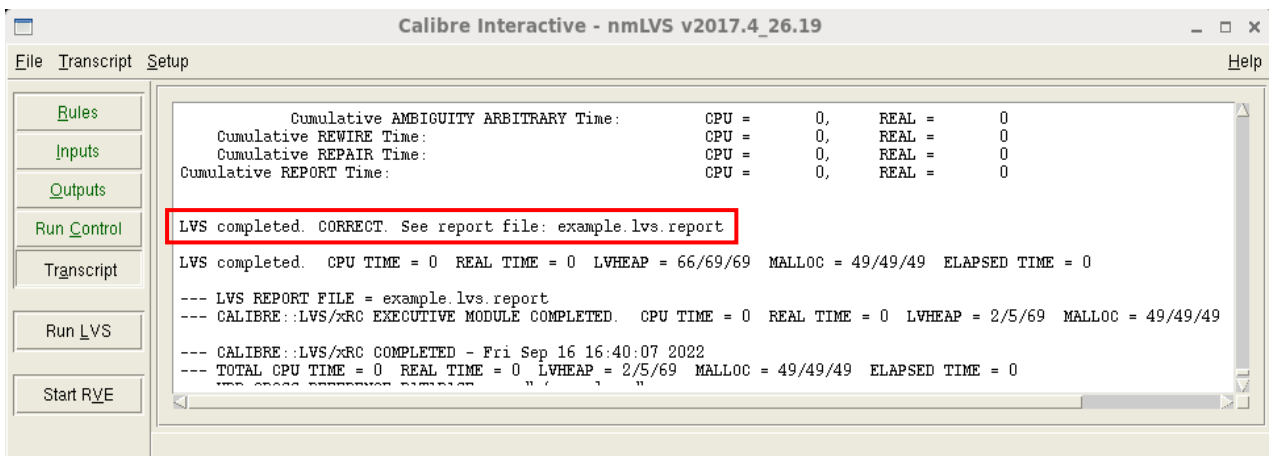 Calibre Interactive - nmLVS v2017.4_26.19
File Transcript Setup Help
Rules
Inputs
Outputs
Run Control
Transcript
Run LVS
Start RVE
Cumulative AMBIGUITY ARBITRARY Time: CPU = 0, REAL = 0
Cumulative REWIRE Time: CPU = 0, REAL = 0
Cumulative REPAIR Time: CPU = 0, REAL = 0
Cumulative REPORT Time: CPU = 0, REAL = 0
LVS completed. CORRECT. See report file: example.lvs.report
LVS completed. CPU TIME = 0 REAL TIME = 0 LVHEAP = 66/69/69 MALLOC = 49/49/49 ELAPSED TIME = 0
--- LVS REPORT FILE = example.lvs.report
--- CALIBRE::LVS/xRC EXECUTIVE MODULE COMPLETED. CPU TIME = 0 REAL TIME = 0 LVHEAP = 2/5/69 MALLOC = 49/49/49
--- CALIBRE::LVS/xRC COMPLETED - Fri Sep 16 16:40:07 2022
--- TOTAL CPU TIME = 0 REAL TIME = 0 LVHEAP = 2/5/69 MALLOC = 49/49/49 ELAPSED TIME = 0